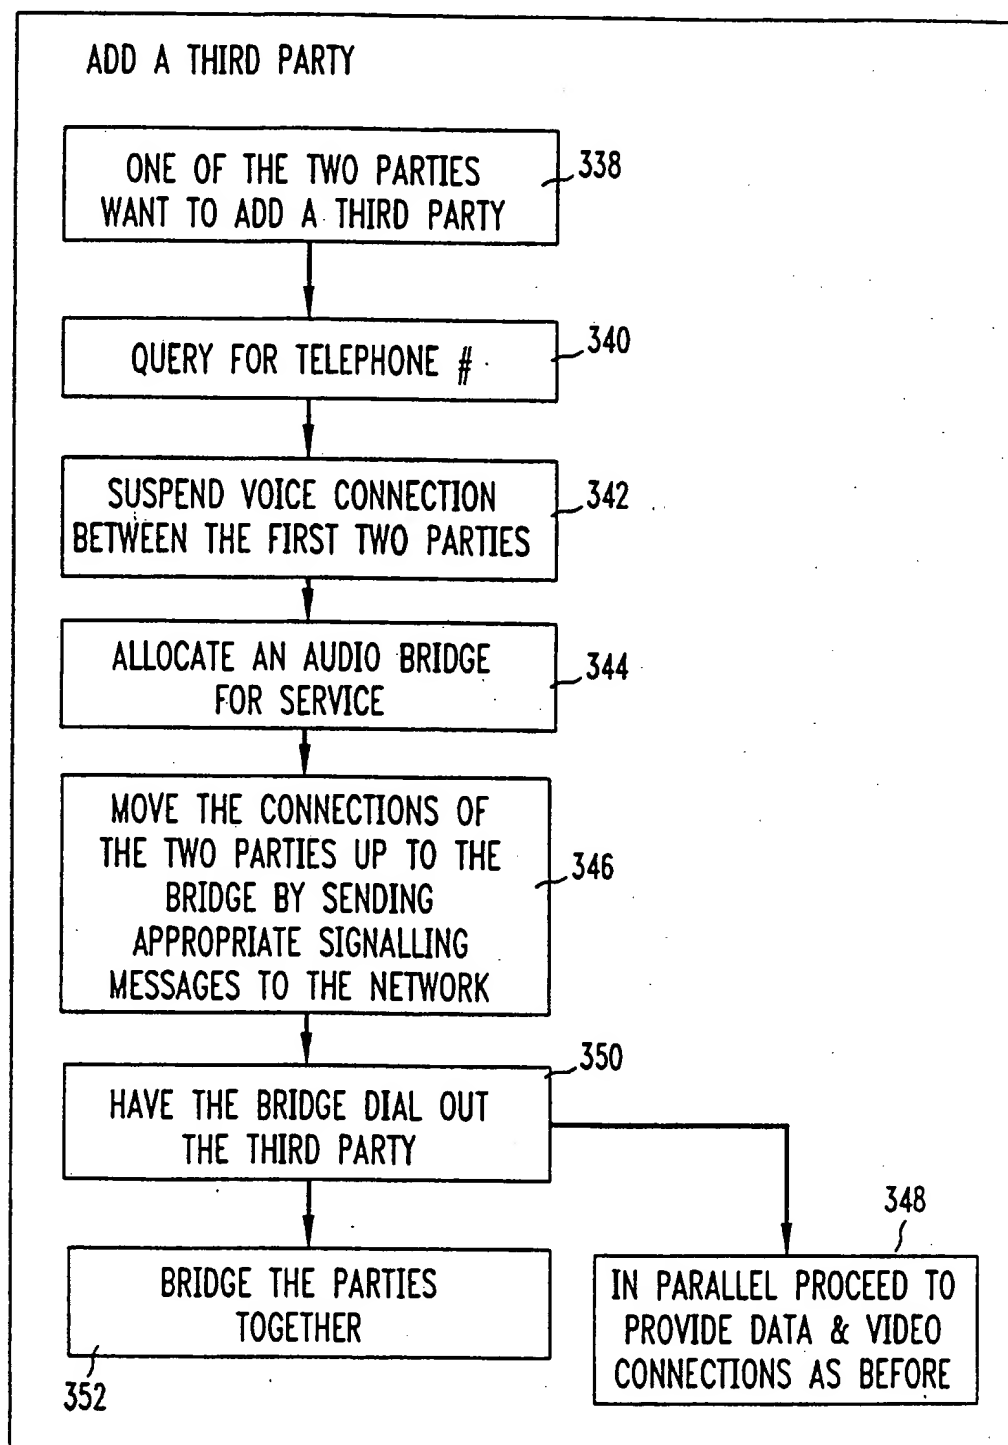 ADD A THIRD PARTY
ONE OF THE TWO PARTIES
WANT TO ADD A THIRD PARTY
338
QUERY FOR TELEPHONE #
340
SUSPEND VOICE CONNECTION
BETWEEN THE FIRST TWO PARTIES
342
ALLOCATE AN AUDIO BRIDGE
FOR SERVICE
344
MOVE THE CONNECTIONS OF
THE TWO PARTIES UP TO THE
BRIDGE BY SENDING
APPROPRIATE SIGNALLING
MESSAGES TO THE NETWORK
346
HAVE THE BRIDGE DIAL OUT
THE THIRD PARTY
350
BRIDGE THE PARTIES
TOGETHER
352
348
IN PARALLEL PROCEED TO
PROVIDE DATA & VIDEO
CONNECTIONS AS BEFORE